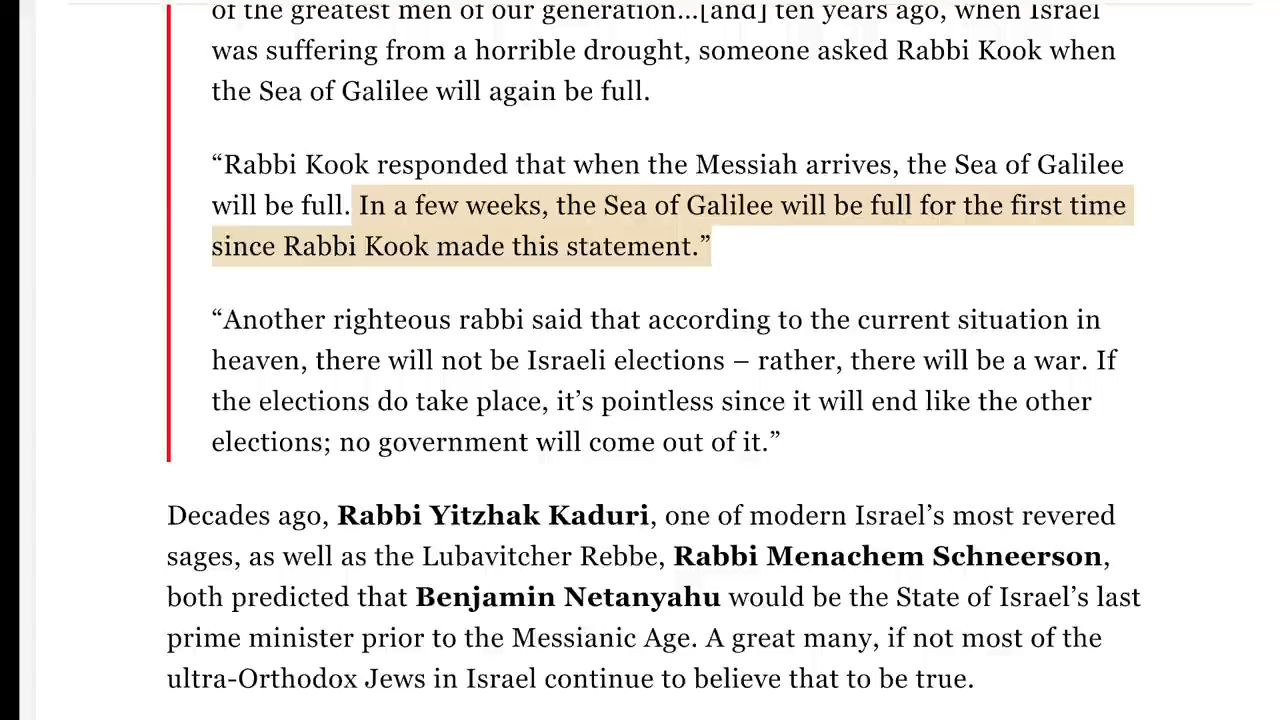 of the greatest men of our generation...[and] ten years ago, when Israel
was suffering from a horrible drought, someone asked Rabbi Kook when
the Sea of Galilee will again be full.
“Rabbi Kook responded that when the Messiah arrives, the Sea of Galilee
will be full. In a few weeks, the Sea of Galilee will be full for the first time
since Rabbi Kook made this statement.”
“Another righteous rabbi said that according to the current situation in
heaven, there will not be Israeli elections – rather, there will be a war. If
the elections do take place, it’s pointless since it will end like the other
elections; no government will come out of it.”
Decades ago, Rabbi Yitzhak Kaduri, one of modern Israel’s most revered
sages, as well as the Lubavitcher Rebbe, Rabbi Menachem Schneerson,
both predicted that Benjamin Netanyahu would be the State of Israel’s last
prime minister prior to the Messianic Age. A great many, if not most of the
ultra-Orthodox Jews in Israel continue to believe that to be true.